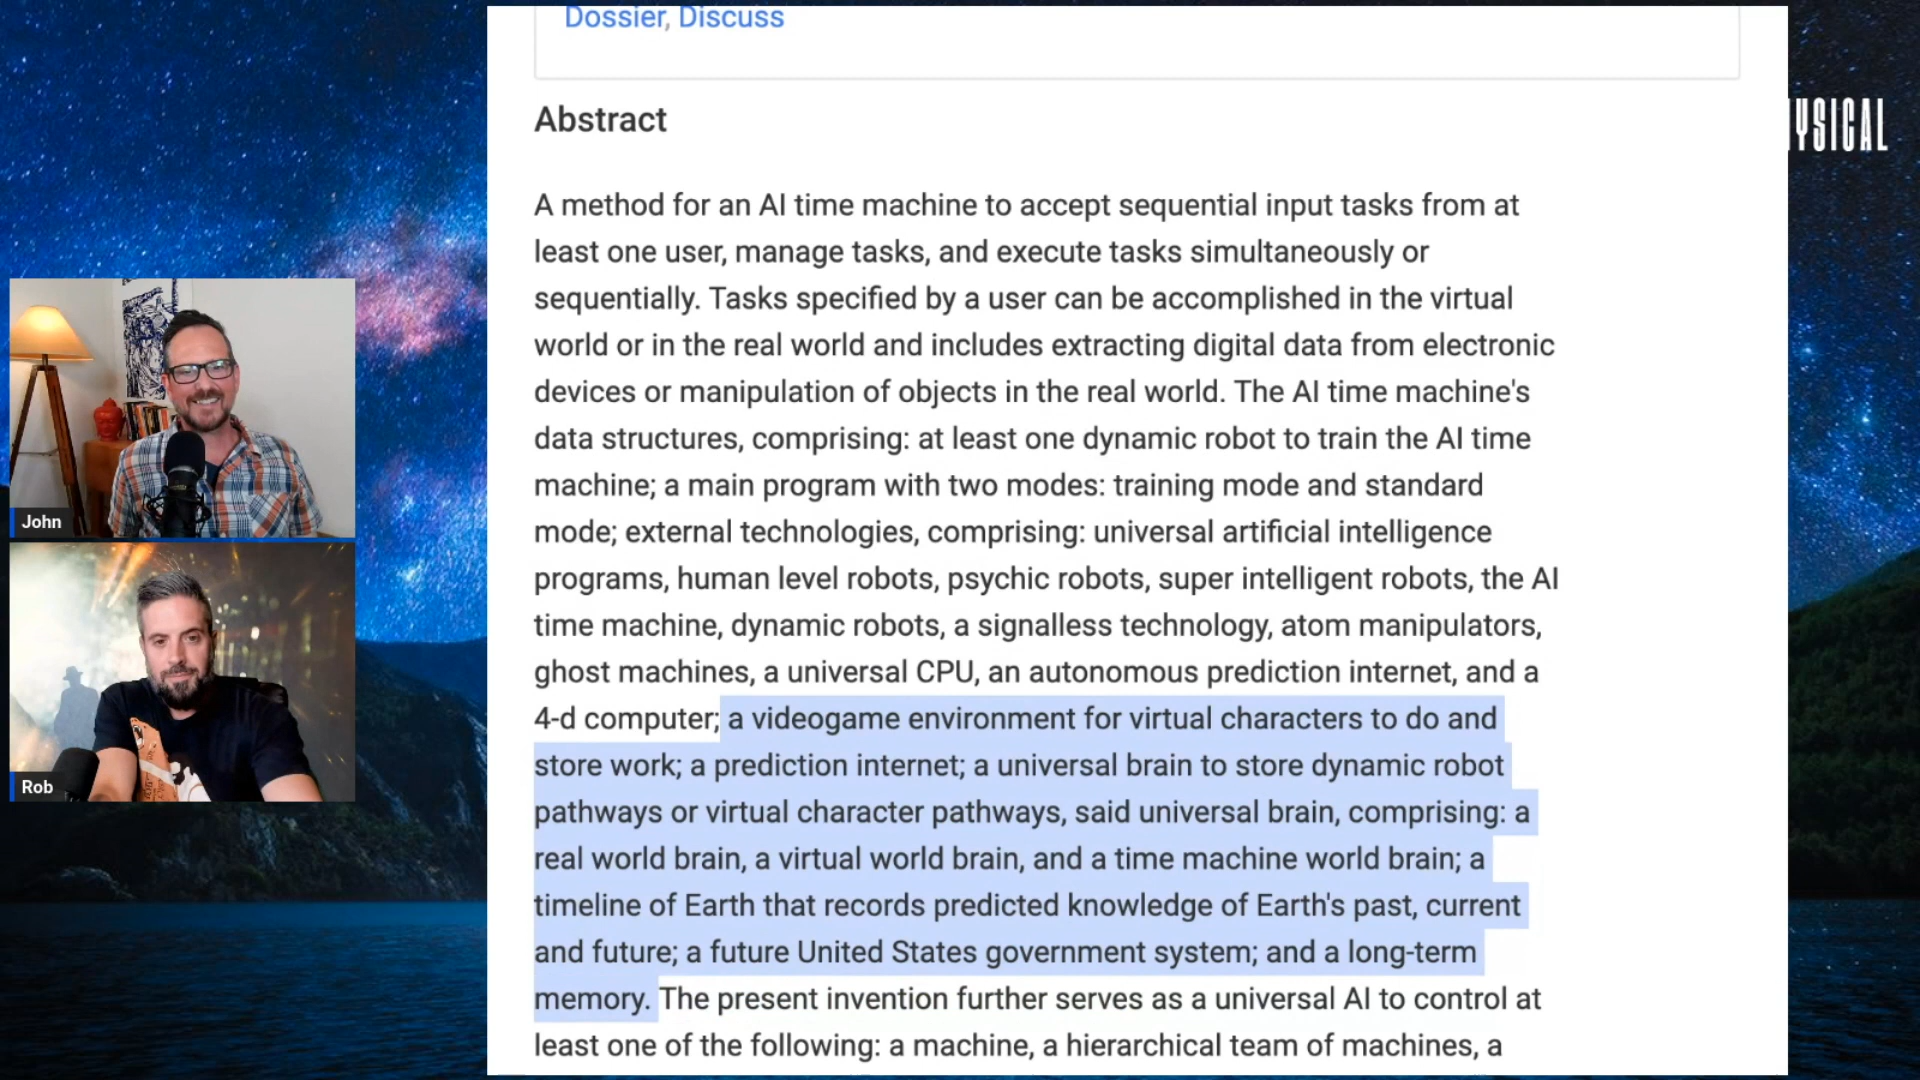 Dossier, Discuss
Abstract
YSICAL
A method for an AI time machine to accept sequential input tasks from at
least one user, manage tasks, and execute tasks simultaneously or
sequentially. Tasks specified by a user can be accomplished in the virtual
world or in the real world and includes extracting digital data from electronic
devices or manipulation of objects in the real world. The AI time machine's
data structures, comprising: at least one dynamic robot to train the AI time
machine; a main program with two modes: training mode and standard
mode; external technologies, comprising: universal artificial intelligence
programs, human level robots, psychic robots, super intelligent robots, the AI
time machine, dynamic robots, a signalless technology, atom manipulators,
ghost machines, a universal CPU, an autonomous prediction internet, and a
4-d computer; a videogame environment for virtual characters to do and
store work; a prediction internet; a universal brain to store dynamic robot
pathways or virtual character pathways, said universal brain, comprising: a
real world brain, a virtual world brain, and a time machine world brain; a
timeline of Earth that records predicted knowledge of Earth's past, current
and future; a future United States government system; and a long-term
memory. The present invention further serves as a universal AI to control at
least one of the following: a machine, a hierarchical team of machines, a
John
Rob